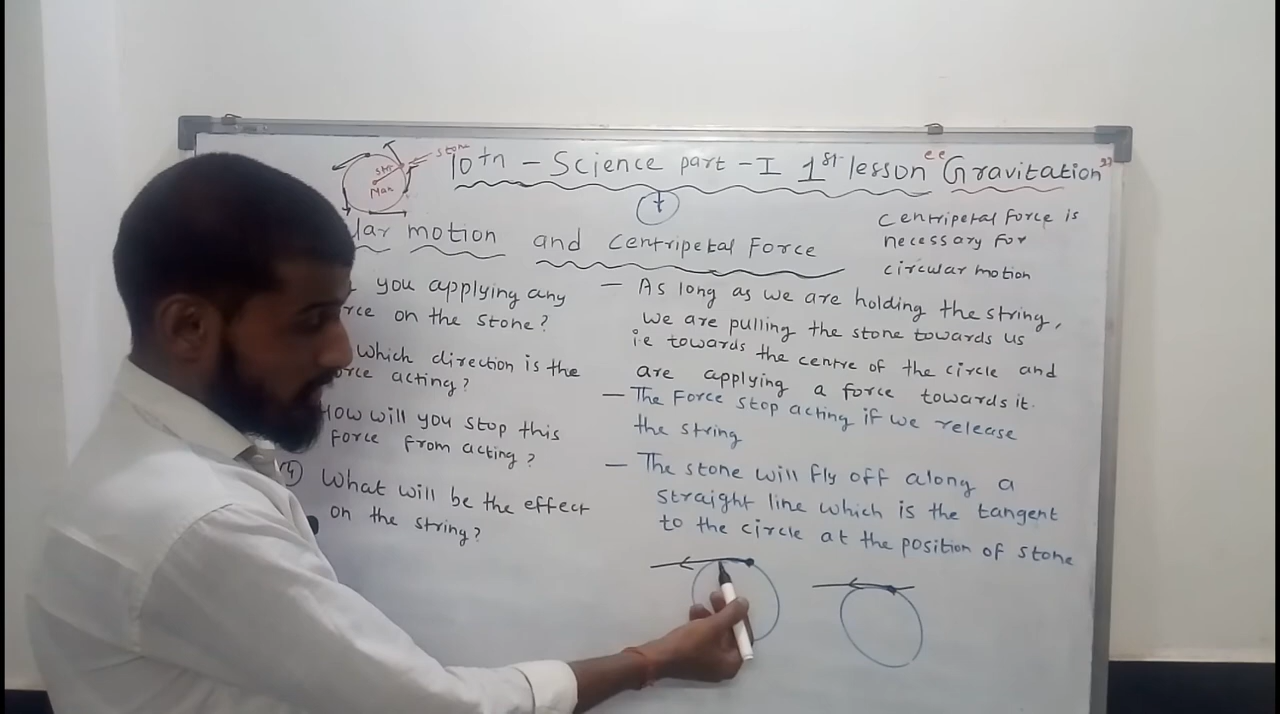 stone
10th - Science part - I 1st lesson "Gravitation"
str
Man
lar motion and centripetal Force
centripetal Force is
necessary for
circular motion
you applying any
rce on the stone?
which direction is the
orce acting?
How will you stop this
force from acting?
4) What will be the effect
on the string?
- As long as we are holding the string,
we are pulling the stone towards us
i.e towards the centre of the circle and
are applying a force towards it.
- The Force stop acting if we release
the string
- The stone will fly off along a
straight line which is the tangent
to the circle at the position of stone